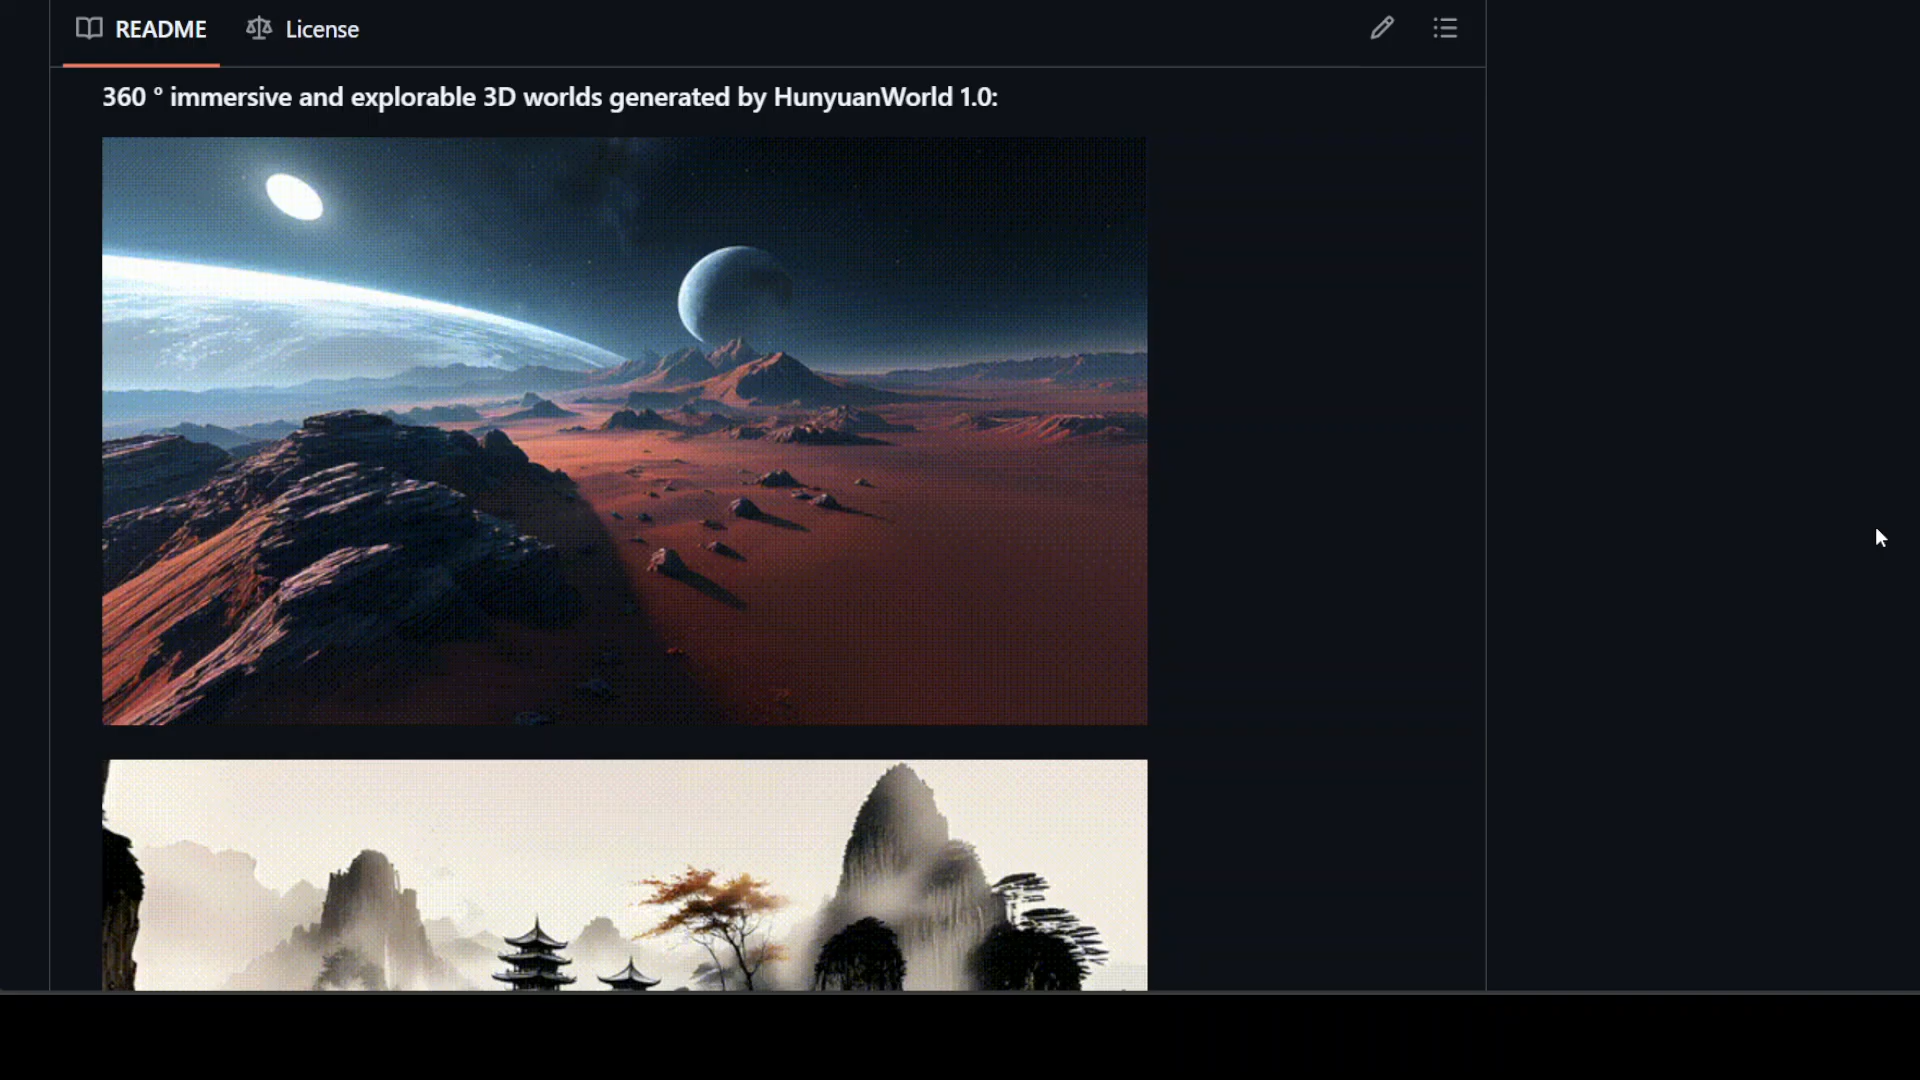 README
License
360 ° immersive and explorable 3D worlds generated by HunyuanWorld 1.0: